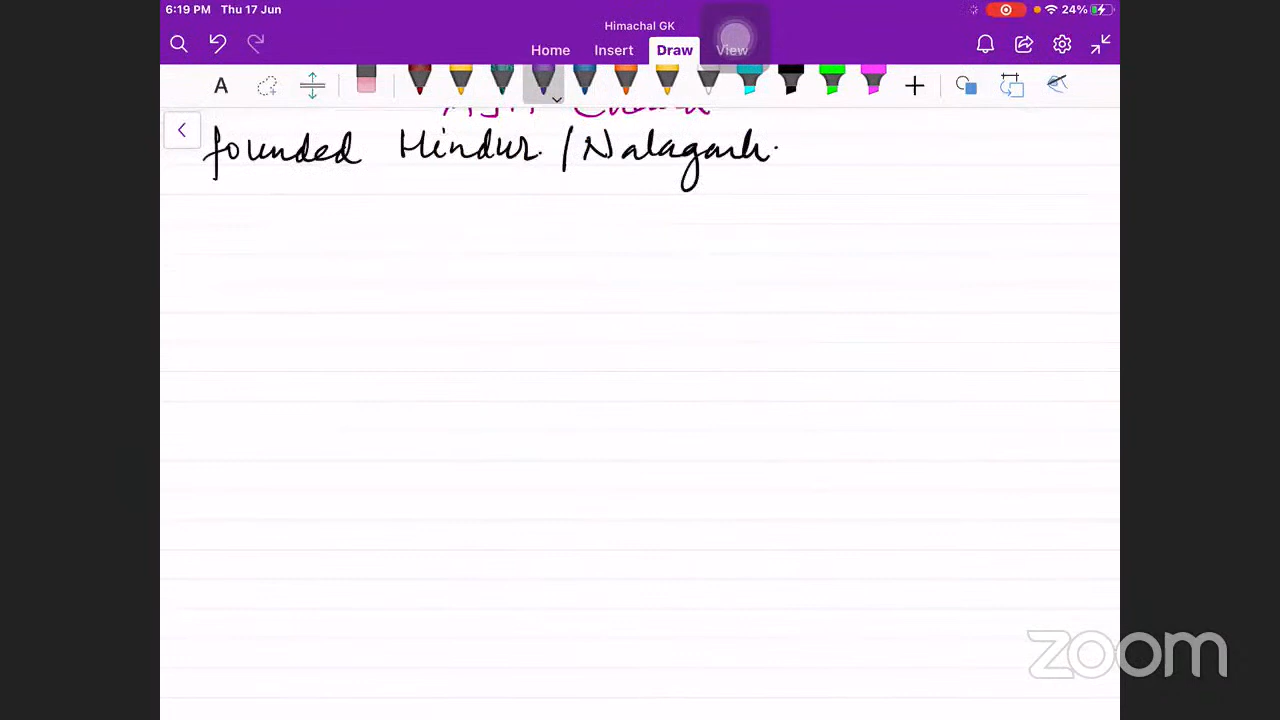 6:19 PM Thu 17 Jun
24%
Himachal GK
Home Insert Draw View
A
founded Hindur. / Nalagarh.
zoom